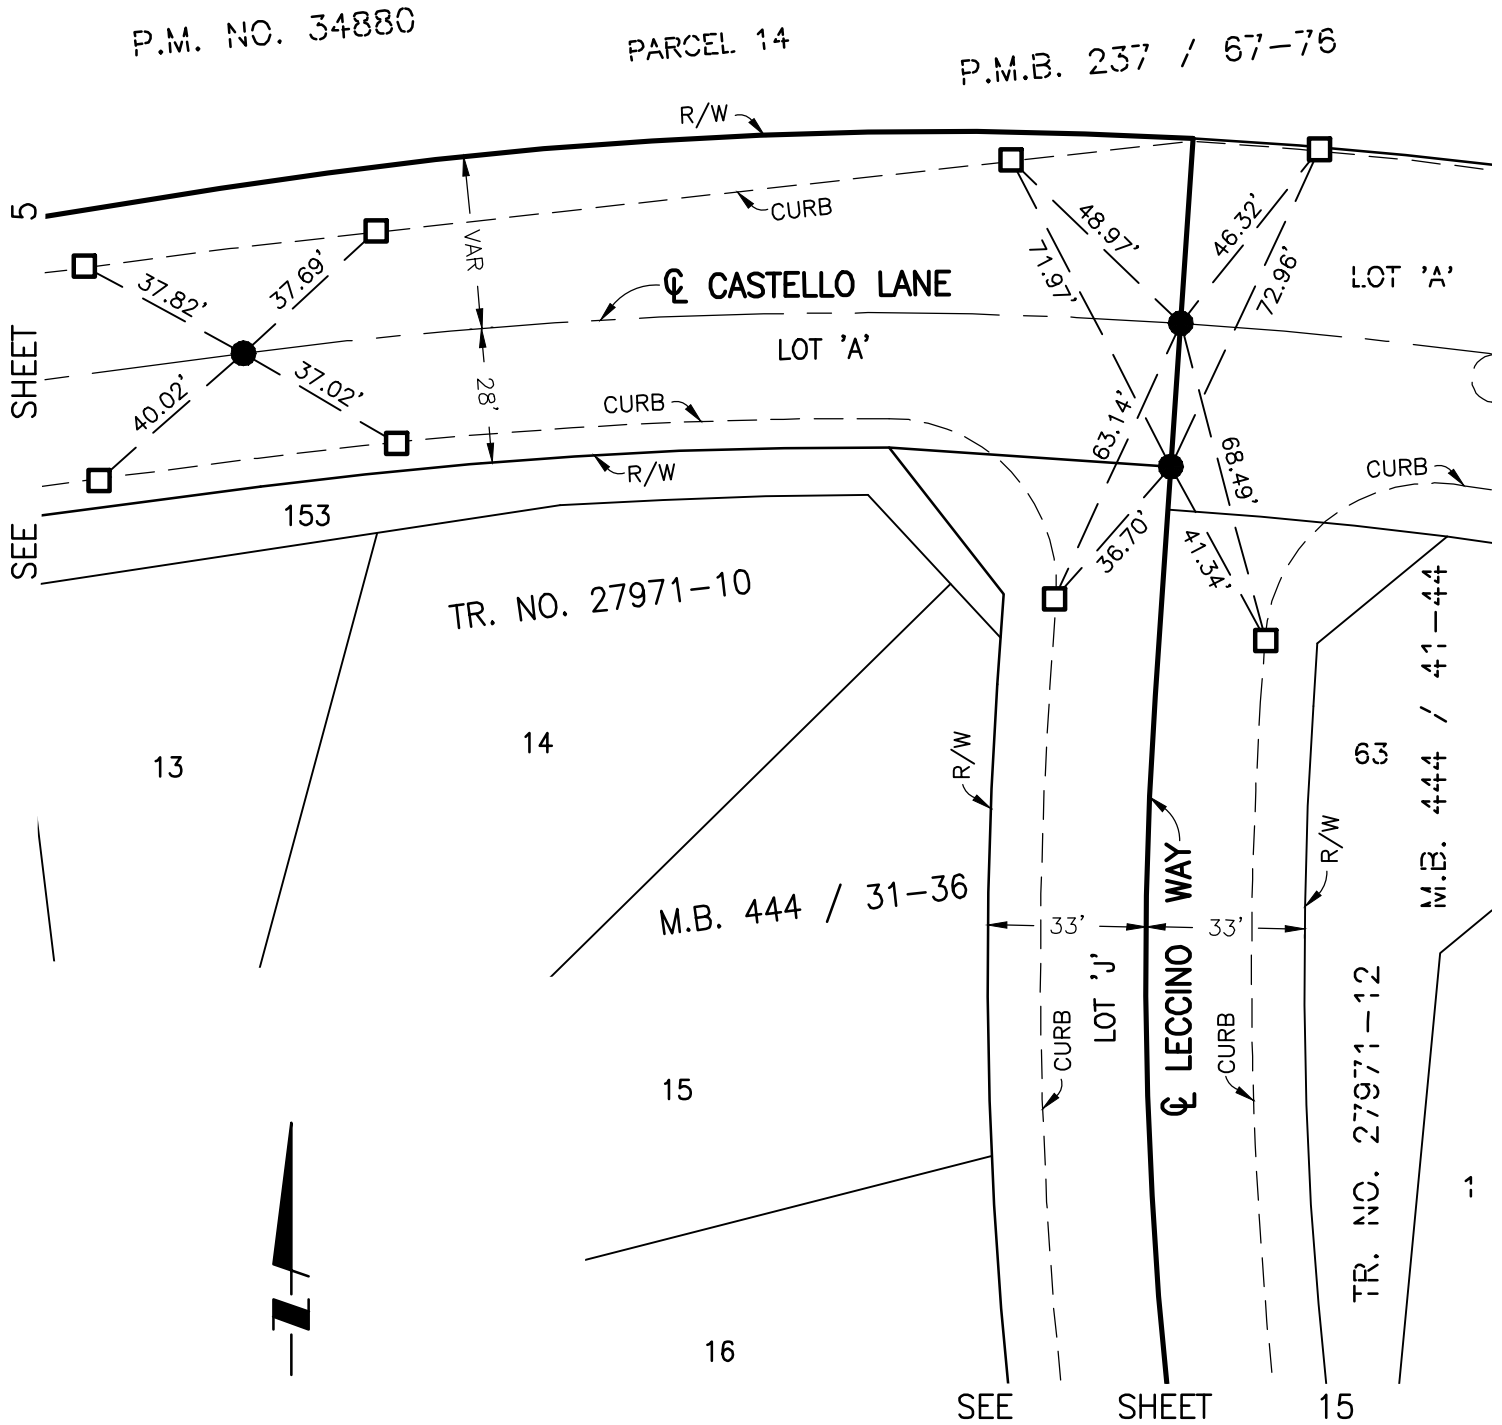 P.M. NO. 34880
PARCEL 14
P.M.B. 237 / 67-76
R/W
SEE SHEET 5
CURB
VAR
37.82'
37.69'
40.02'
37.02'
28'
℄ CASTELLO LANE
LOT 'A'
48.97'
46.32'
71.97'
72.96'
LOT 'A'
CURB
R/W
63.14'
68.49'
36.70'
41.34'
CURB
153
TR. NO. 27971-10
13
14
M.B. 444 / 31-36
15
16
R/W
33'
33'
LOT 'J'
CURB
℄ LECCINO WAY
CURB
R/W
63
M.B. 444 / 41-44
TR. NO. 27971-12
1
N
SEE SHEET 15